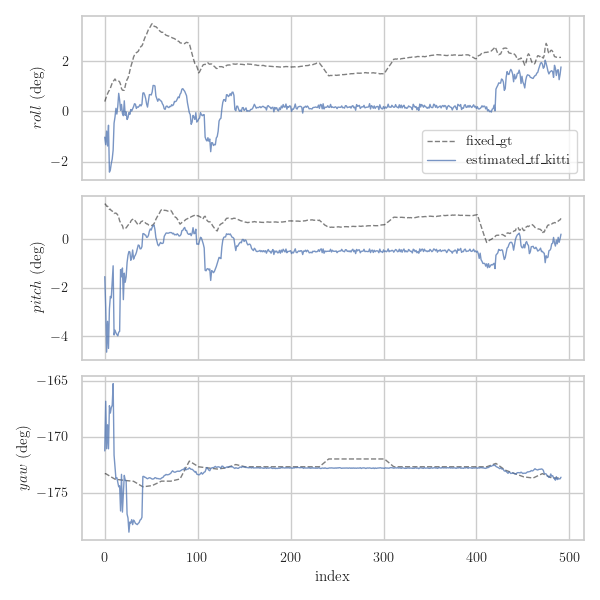 2
0
−2
roll (deg)
fixed_gt
estimated_tf_kitti
0
−2
−4
pitch (deg)
−165
−170
−175
yaw (deg)
0 100 200 300 400 500
index